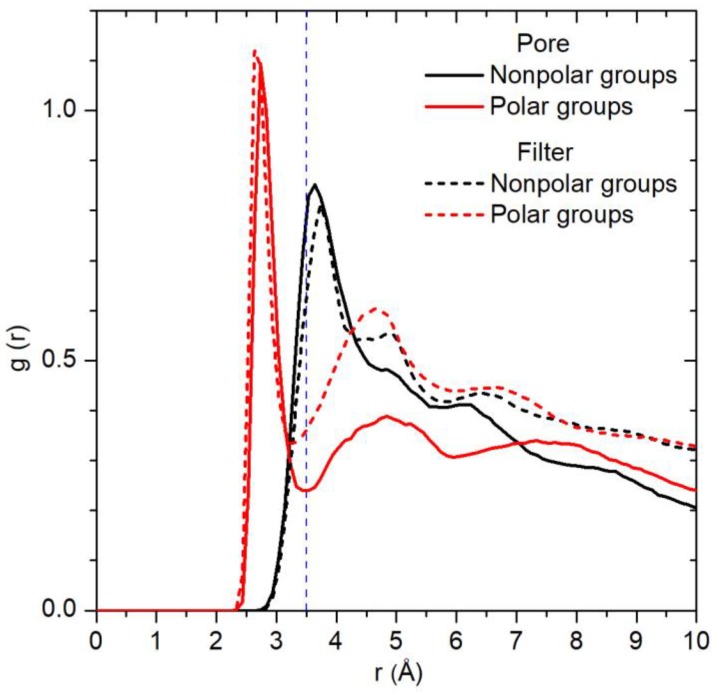 Pore
Nonpolar groups
Polar groups
Filter
Nonpolar groups
Polar groups
1.0
0.5
0.0
g (r)
0 1 2 3 4 5 6 7 8 9 10
r (Å)